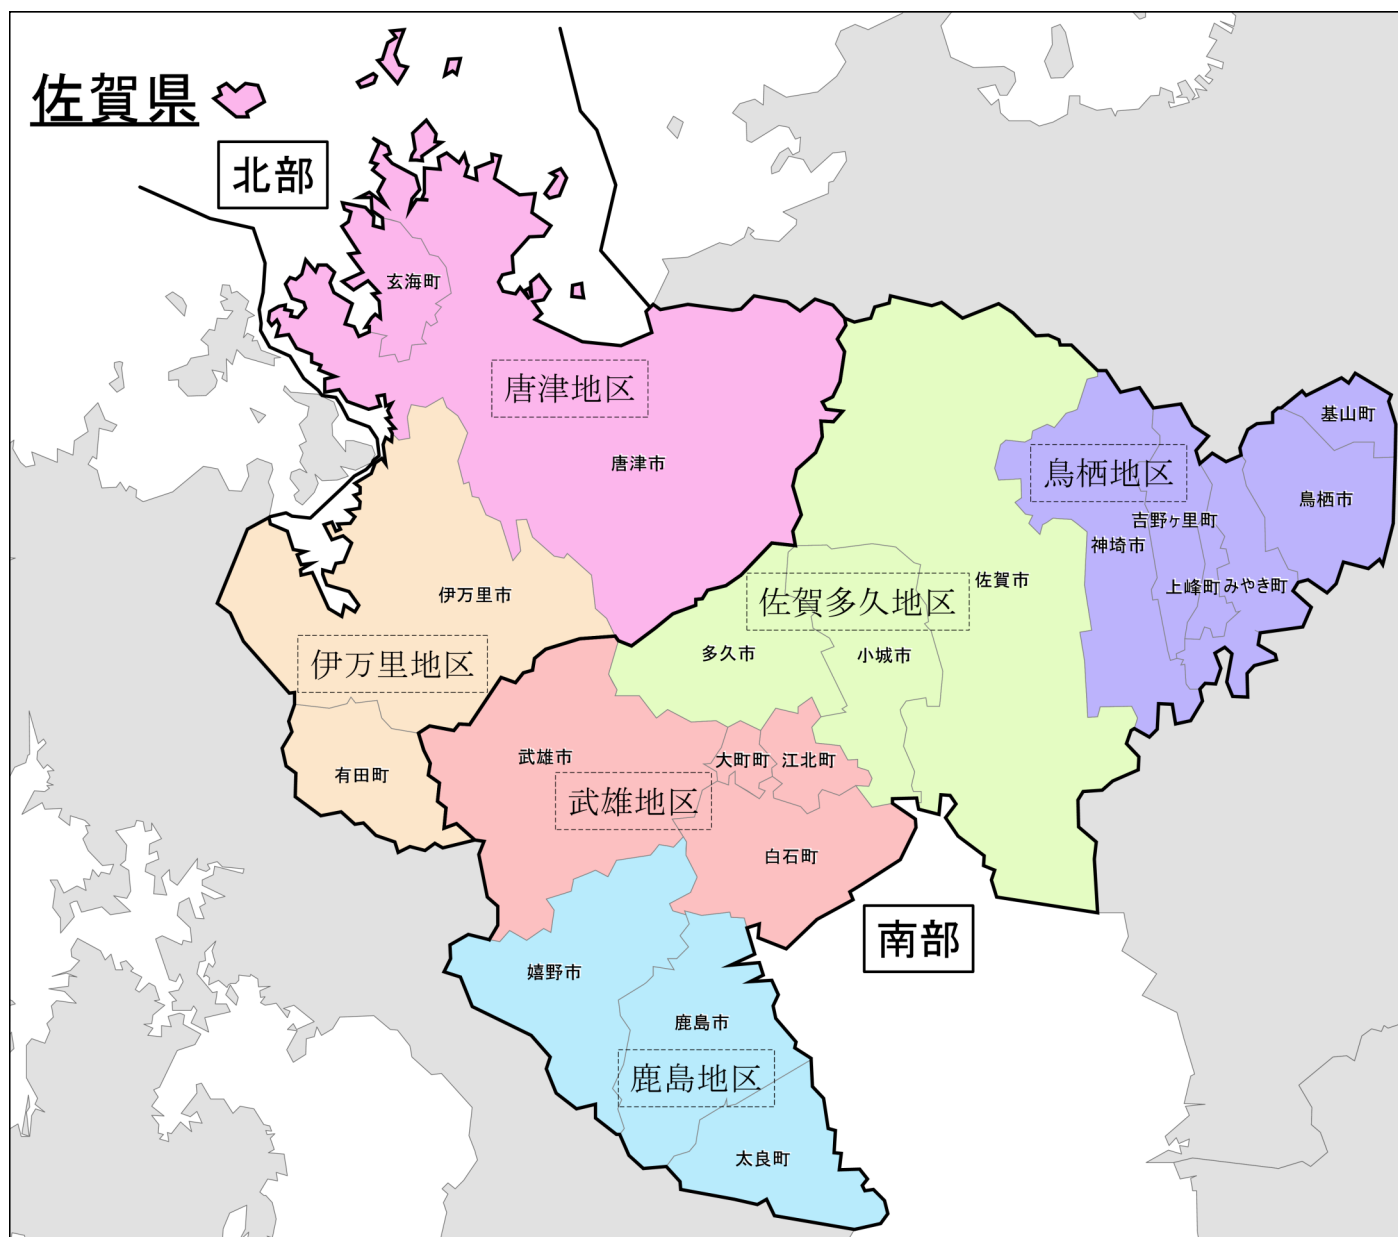 佐賀県
北部
玄海町
唐津地区
唐津市
基山町
鳥栖地区
鳥栖市
吉野ヶ里町
神埼市
上峰町
みやき町
佐賀市
佐賀多久地区
多久市
小城市
伊万里市
伊万里地区
有田町
武雄市
大町町
江北町
武雄地区
白石町
南部
嬉野市
鹿島市
鹿島地区
太良町